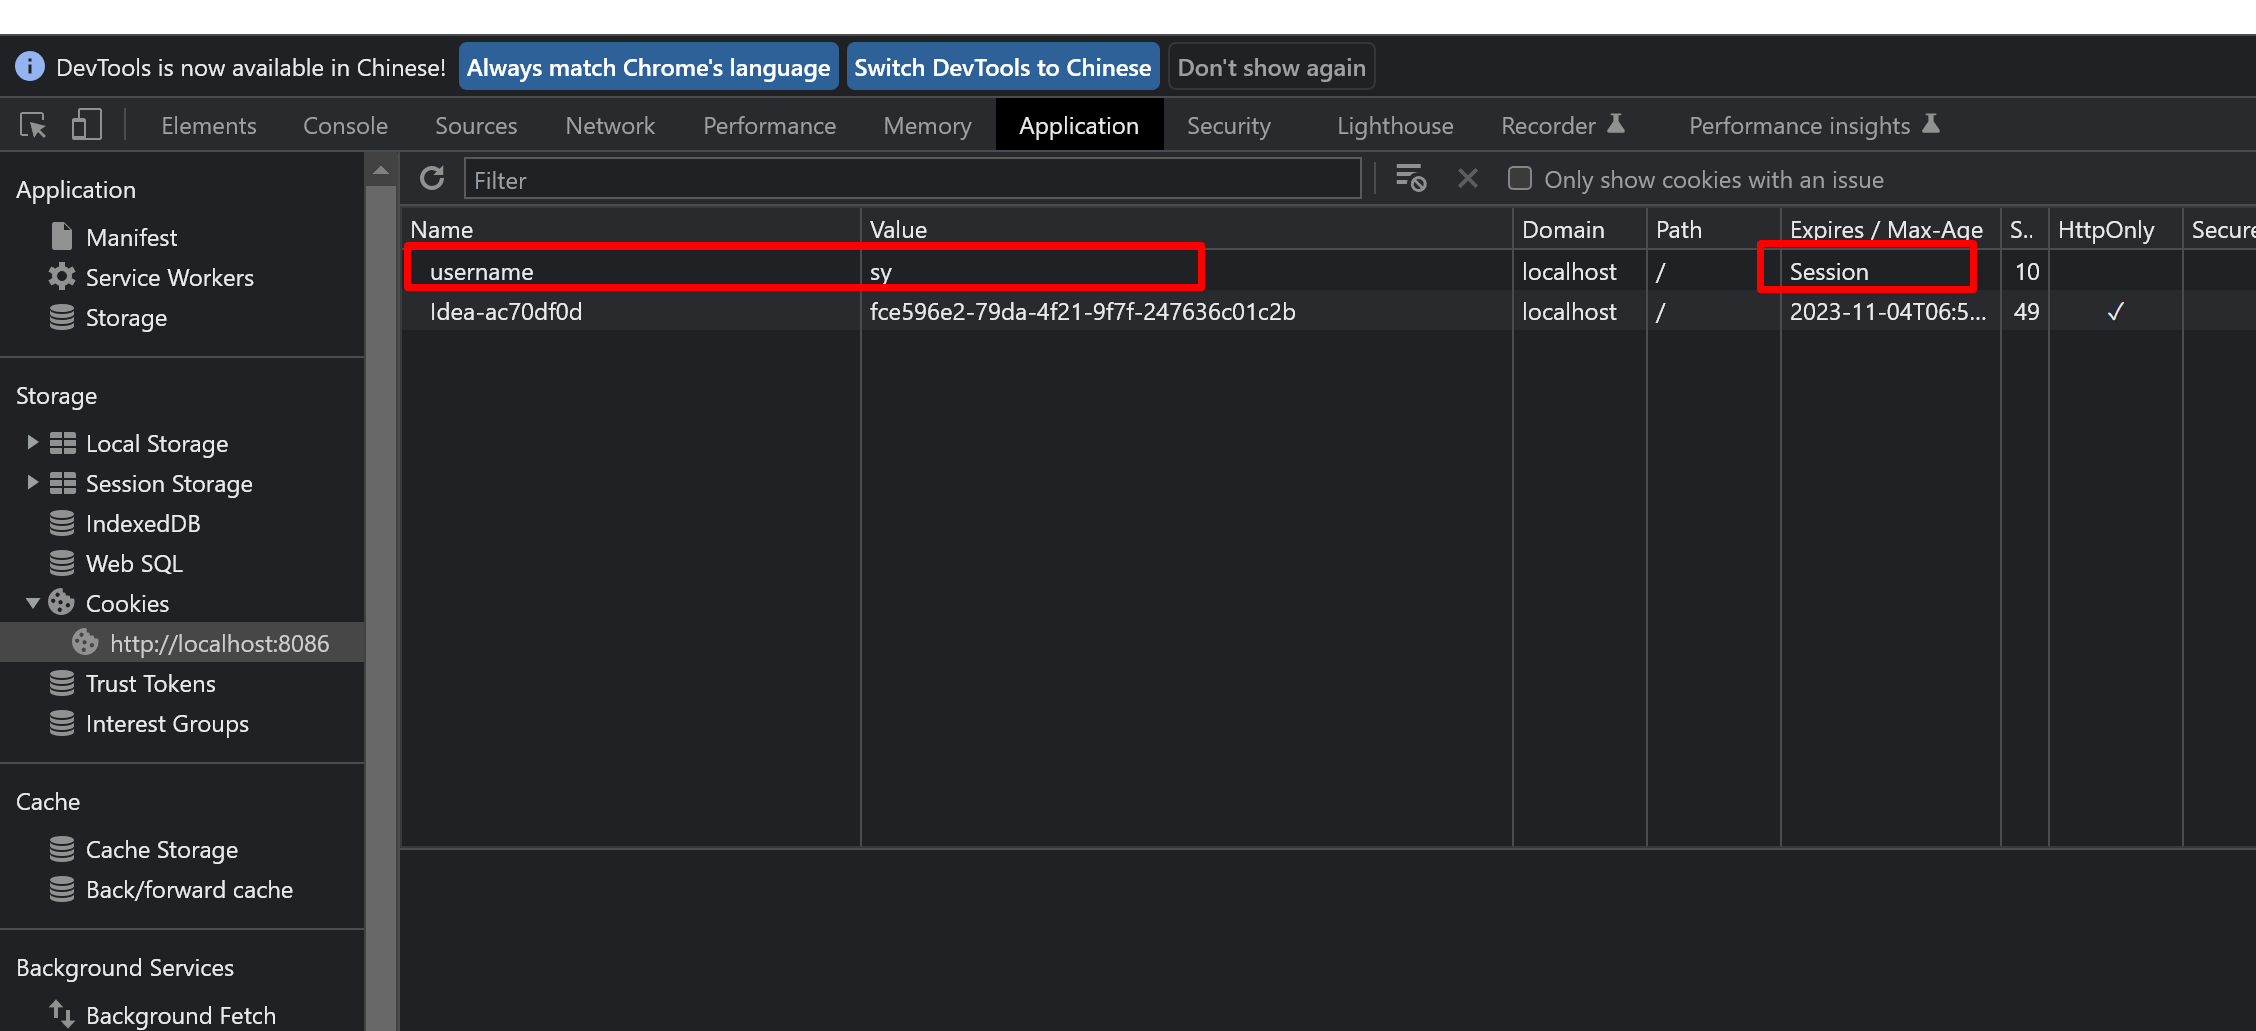 DevTools is now available in Chinese! Always match Chrome's language Switch DevTools to Chinese Don't show again
Elements Console Sources Network Performance Memory Application Security Lighthouse Recorder Performance insights
Application
Manifest
Service Workers
Storage
Storage
Local Storage
Session Storage
IndexedDB
Web SQL
Cookies
http://localhost:8086
Trust Tokens
Interest Groups
Cache
Cache Storage
Back/forward cache
Background Services
Background Fetch
Filter Only show cookies with an issue
Name Value Domain Path Expires / Max-Age S.. HttpOnly Secure
username sy localhost / Session 10
Idea-ac70df0d fce596e2-79da-4f21-9f7f-247636c01c2b localhost / 2023-11-04T06:5... 49 ✓